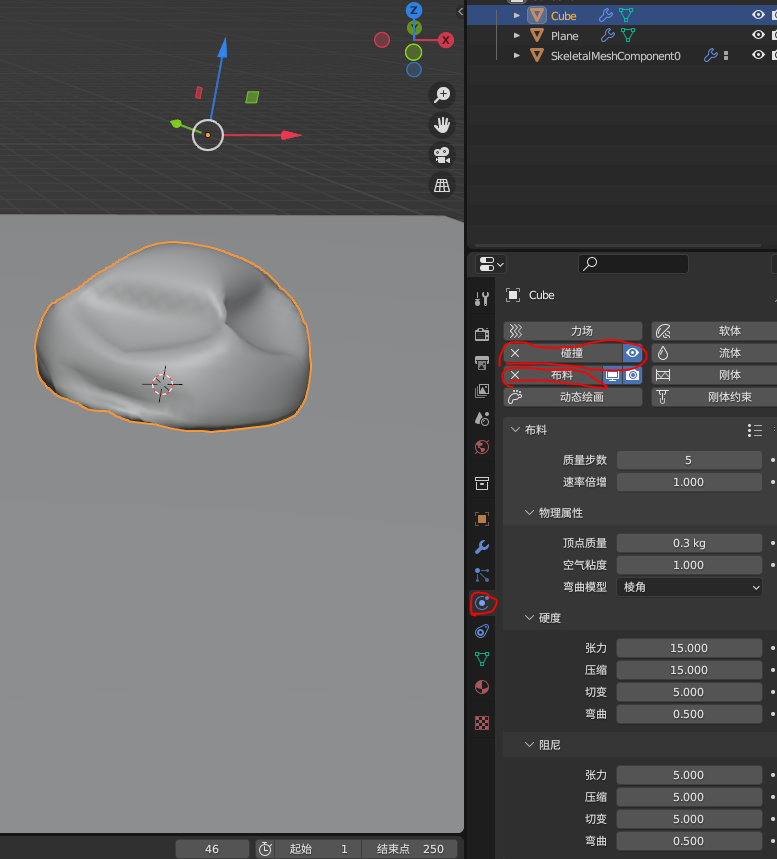 Z
Y
X
Cube
Plane
SkeletalMeshComponent0
Cube
力场
软体
碰撞
流体
布料
刚体
动态绘画
刚体约束
布料
质量步数 5
速率倍增 1.000
物理属性
顶点质量 0.3 kg
空气粘度 1.000
弯曲模型 棱角
硬度
张力 15.000
压缩 15.000
切变 5.000
弯曲 0.500
阻尼
张力 5.000
压缩 5.000
切变 5.000
弯曲 0.500
46 起始 1 结束点 250